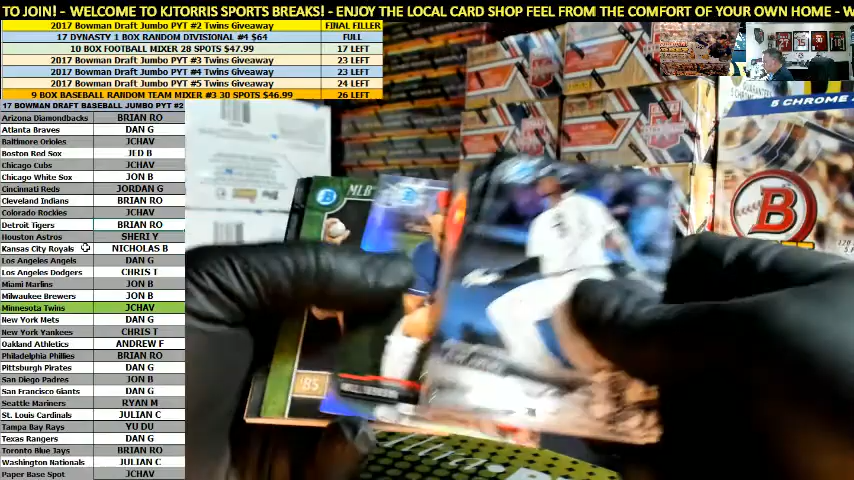 TO JOIN! - WELCOME TO KJTORRIS SPORTS BREAKS! - ENJOY THE LOCAL CARD SHOP FEEL FROM THE COMFORT OF YOUR OWN HOME - W
2017 Bowman Draft Jumbo PYT #2 Twins Giveaway FINAL FILLER
17 DYNASTY 1 BOX RANDOM DIVISIONAL #4 $64 FULL
10 BOX FOOTBALL MIXER 28 SPOTS $47.99 17 LEFT
2017 Bowman Draft Jumbo PYT #3 Twins Giveaway 23 LEFT
2017 Bowman Draft Jumbo PYT #4 Twins Giveaway 23 LEFT
2017 Bowman Draft Jumbo PYT #5 Twins Giveaway 24 LEFT
9 BOX BASEBALL RANDOM TEAM MIXER #3 30 SPOTS $46.99 26 LEFT
17 BOWMAN DRAFT BASEBALL JUMBO PYT #2
Arizona Diamondbacks BRIAN RO
Atlanta Braves DAN G
Baltimore Orioles JCHAV
Boston Red Sox JED B
Chicago Cubs JCHAV
Chicago White Sox JON B
Cincinnati Reds JORDAN G
Cleveland Indians BRIAN RO
Colorado Rockies JCHAV
Detroit Tigers BRIAN RO
Houston Astros SHERI Y
Kansas City Royals NICHOLAS B
Los Angeles Angels DAN G
Los Angeles Dodgers CHRIS T
Miami Marlins JON B
Milwaukee Brewers JON B
Minnesota Twins JCHAV
New York Mets DAN G
New York Yankees CHRIS T
Oakland Athletics ANDREW F
Philadelphia Phillies BRIAN RO
Pittsburgh Pirates DAN G
San Diego Padres JON B
San Francisco Giants DAN G
Seattle Mariners RYAN M
St. Louis Cardinals JULIAN C
Tampa Bay Rays YU DU
Texas Rangers DAN G
Toronto Blue Jays BRIAN RO
Washington Nationals JULIAN C
Paper Base Spot JCHAV
MLB
'85
5 CHROME
B